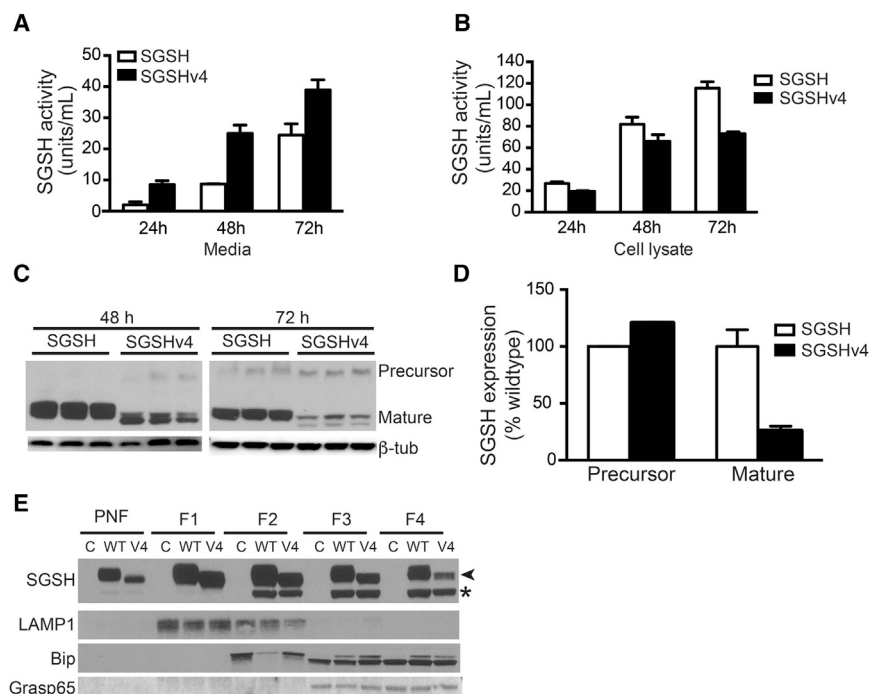 A
50
40
30
20
10
0
SGSH activity
(units/mL)
SGSH
SGSHv4
24h 48h 72h
Media
B
140
120
100
80
60
40
20
0
SGSH activity
(units/mL)
SGSH
SGSHv4
24h 48h 72h
Cell lysate
C
48 h 72 h
SGSH SGSHv4 SGSH SGSHv4
Precursor
Mature
β-tub
D
150
100
50
0
SGSH expression
(% wildtype)
SGSH
SGSHv4
Precursor Mature
E
PNF F1 F2 F3 F4
C WT V4 C WT V4 C WT V4 C WT V4 C WT V4
SGSH
*
LAMP1
Bip
Grasp65